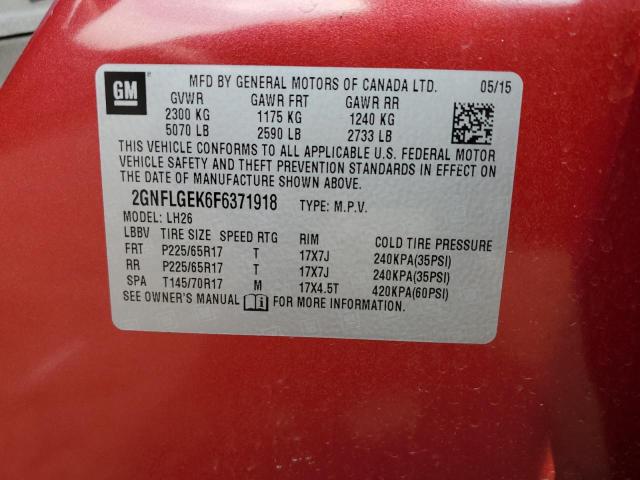 GM
MFD BY GENERAL MOTORS OF CANADA LTD. 05/15
GVWR GAWR FRT GAWR RR
2300 KG 1175 KG 1240 KG
5070 LB 2590 LB 2733 LB
THIS VEHICLE CONFORMS TO ALL APPLICABLE U.S. FEDERAL MOTOR
VEHICLE SAFETY AND THEFT PREVENTION STANDARDS IN EFFECT ON
THE DATE OF MANUFACTURE SHOWN ABOVE.
2GNFLGEK6F6371918 TYPE: M.P.V.
MODEL: LH26
LBBV TIRE SIZE SPEED RTG RIM COLD TIRE PRESSURE
FRT P225/65R17 T 17X7J 240KPA(35PSI)
RR P225/65R17 T 17X7J 240KPA(35PSI)
SPA T145/70R17 M 17X4.5T 420KPA(60PSI)
SEE OWNER'S MANUAL FOR MORE INFORMATION.